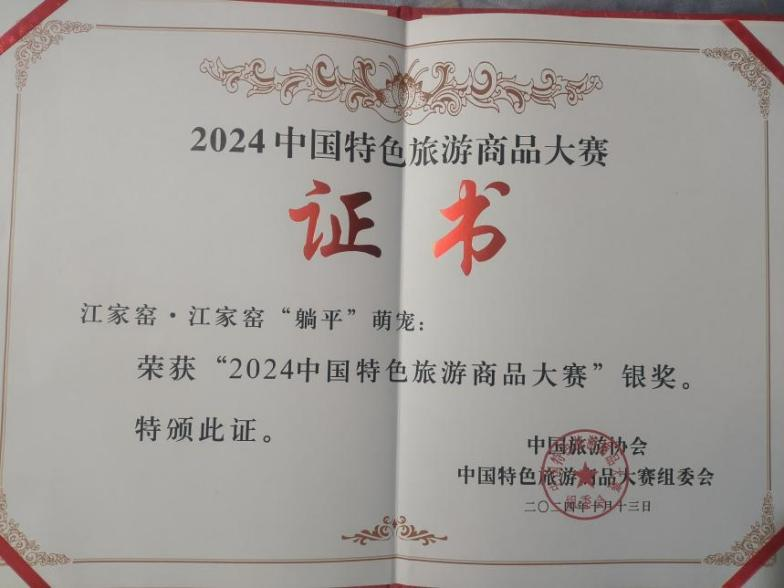 2024中国特色旅游商品大赛
证书
江家窑·江家窑“躺平”萌宠：
荣获“2024中国特色旅游商品大赛”银奖。
特颁此证。
中国旅游协会
中国特色旅游商品大赛组委会
二〇二四年十月十三日
组委会